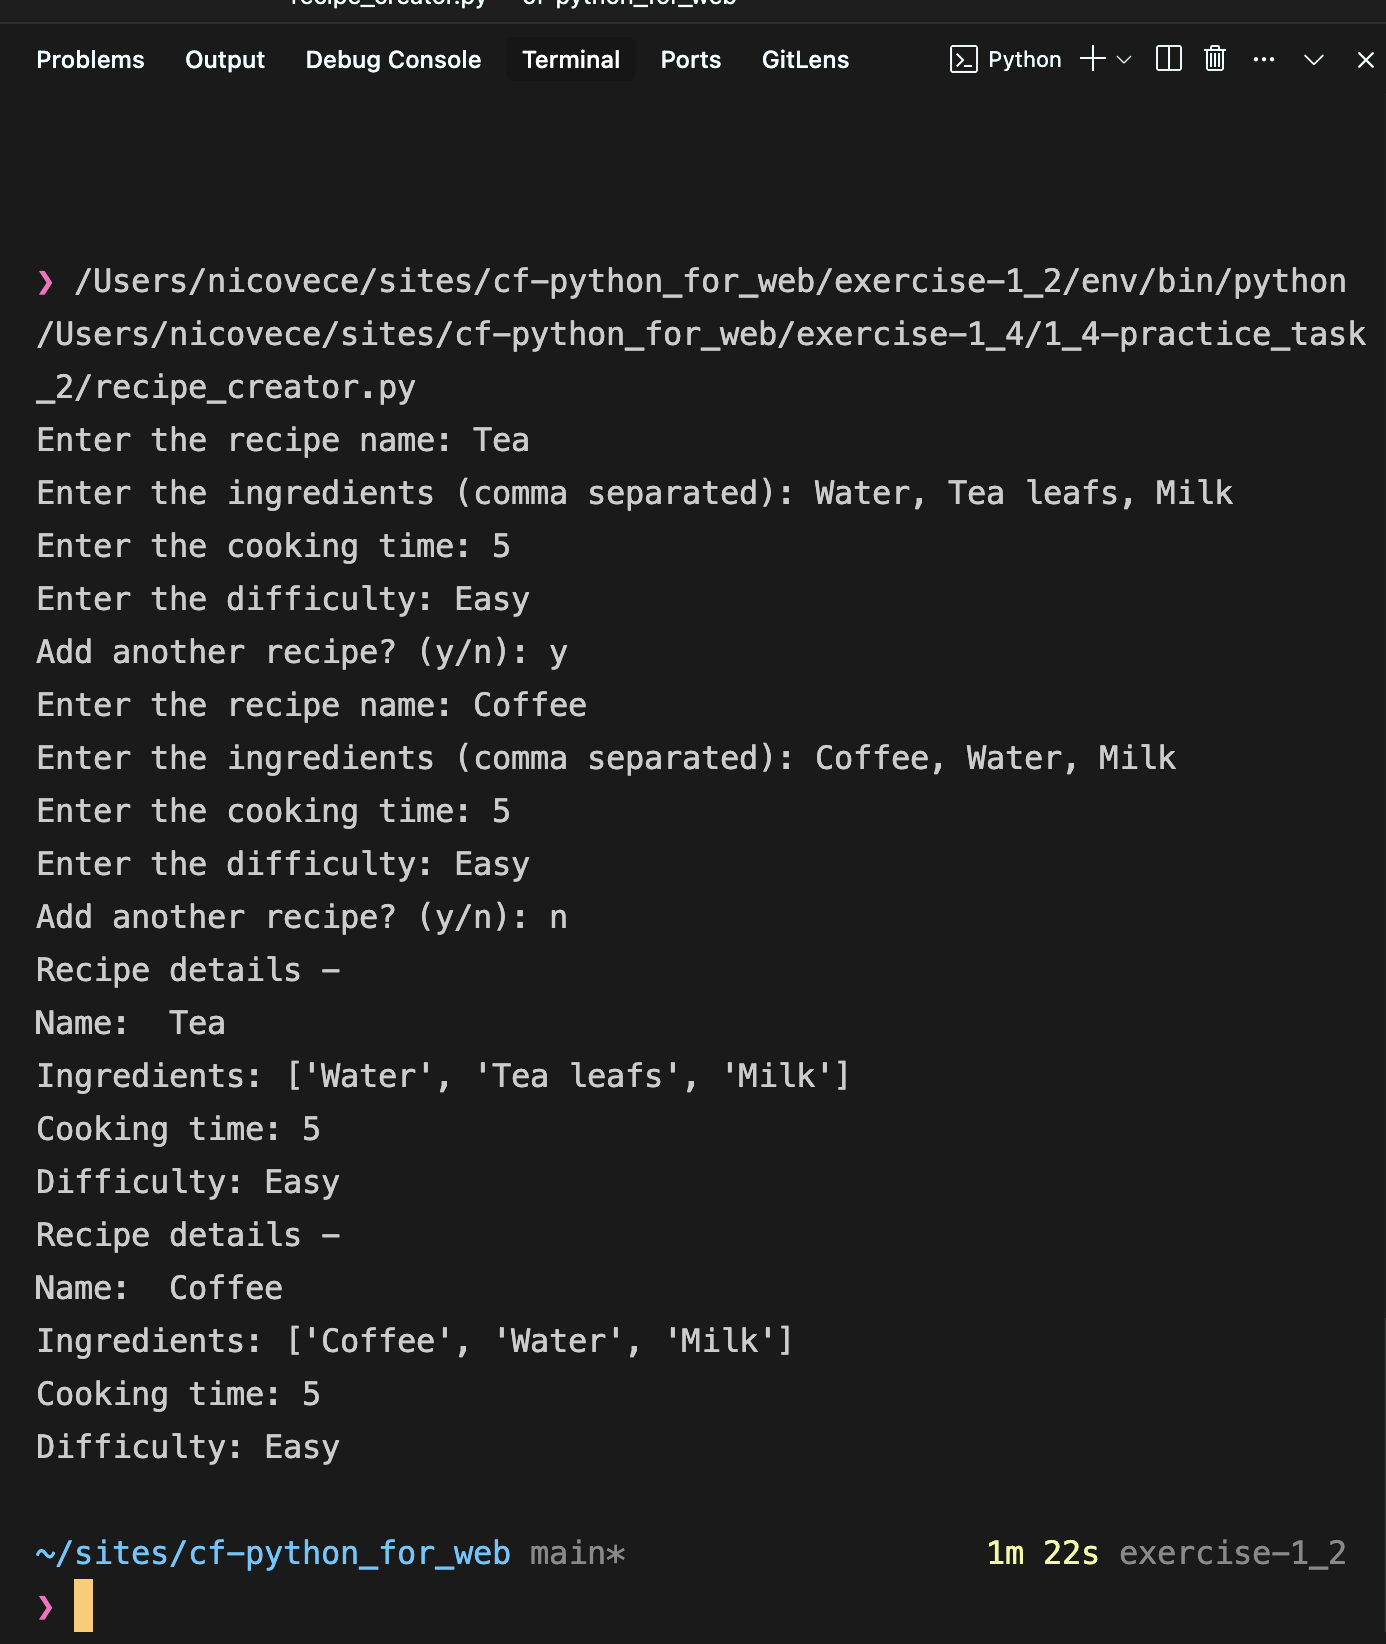 recipe_creator.py — cf-python_for_web
Problems Output Debug Console Terminal Ports GitLens Python
❯ /Users/nicovece/sites/cf-python_for_web/exercise-1_2/env/bin/python
/Users/nicovece/sites/cf-python_for_web/exercise-1_4/1_4-practice_task
_2/recipe_creator.py
Enter the recipe name: Tea
Enter the ingredients (comma separated): Water, Tea leafs, Milk
Enter the cooking time: 5
Enter the difficulty: Easy
Add another recipe? (y/n): y
Enter the recipe name: Coffee
Enter the ingredients (comma separated): Coffee, Water, Milk
Enter the cooking time: 5
Enter the difficulty: Easy
Add another recipe? (y/n): n
Recipe details -
Name:  Tea
Ingredients: ['Water', 'Tea leafs', 'Milk']
Cooking time: 5
Difficulty: Easy
Recipe details -
Name:  Coffee
Ingredients: ['Coffee', 'Water', 'Milk']
Cooking time: 5
Difficulty: Easy
~/sites/cf-python_for_web main* 1m 22s exercise-1_2
❯